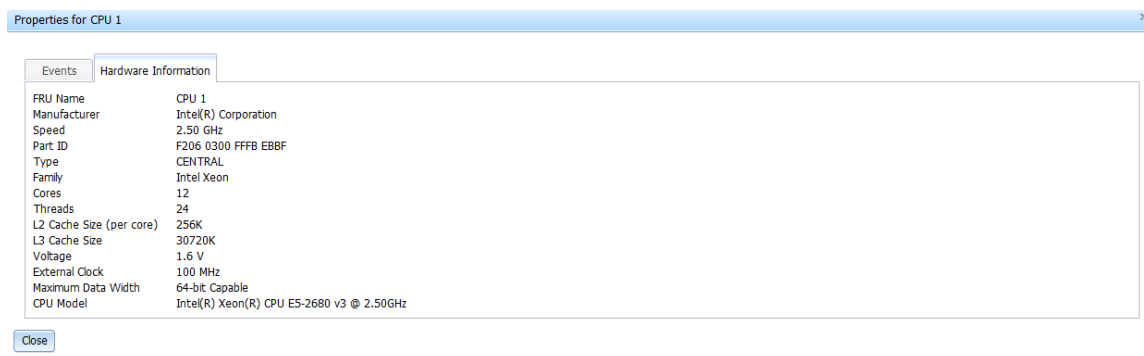 Properties for CPU 1
Events Hardware Information
FRU Name CPU 1
Manufacturer Intel(R) Corporation
Speed 2.50 GHz
Part ID F206 0300 FFFB EBBF
Type CENTRAL
Family Intel Xeon
Cores 12
Threads 24
L2 Cache Size (per core) 256K
L3 Cache Size 30720K
Voltage 1.6 V
External Clock 100 MHz
Maximum Data Width 64-bit Capable
CPU Model Intel(R) Xeon(R) CPU E5-2680 v3 @ 2.50GHz
Close